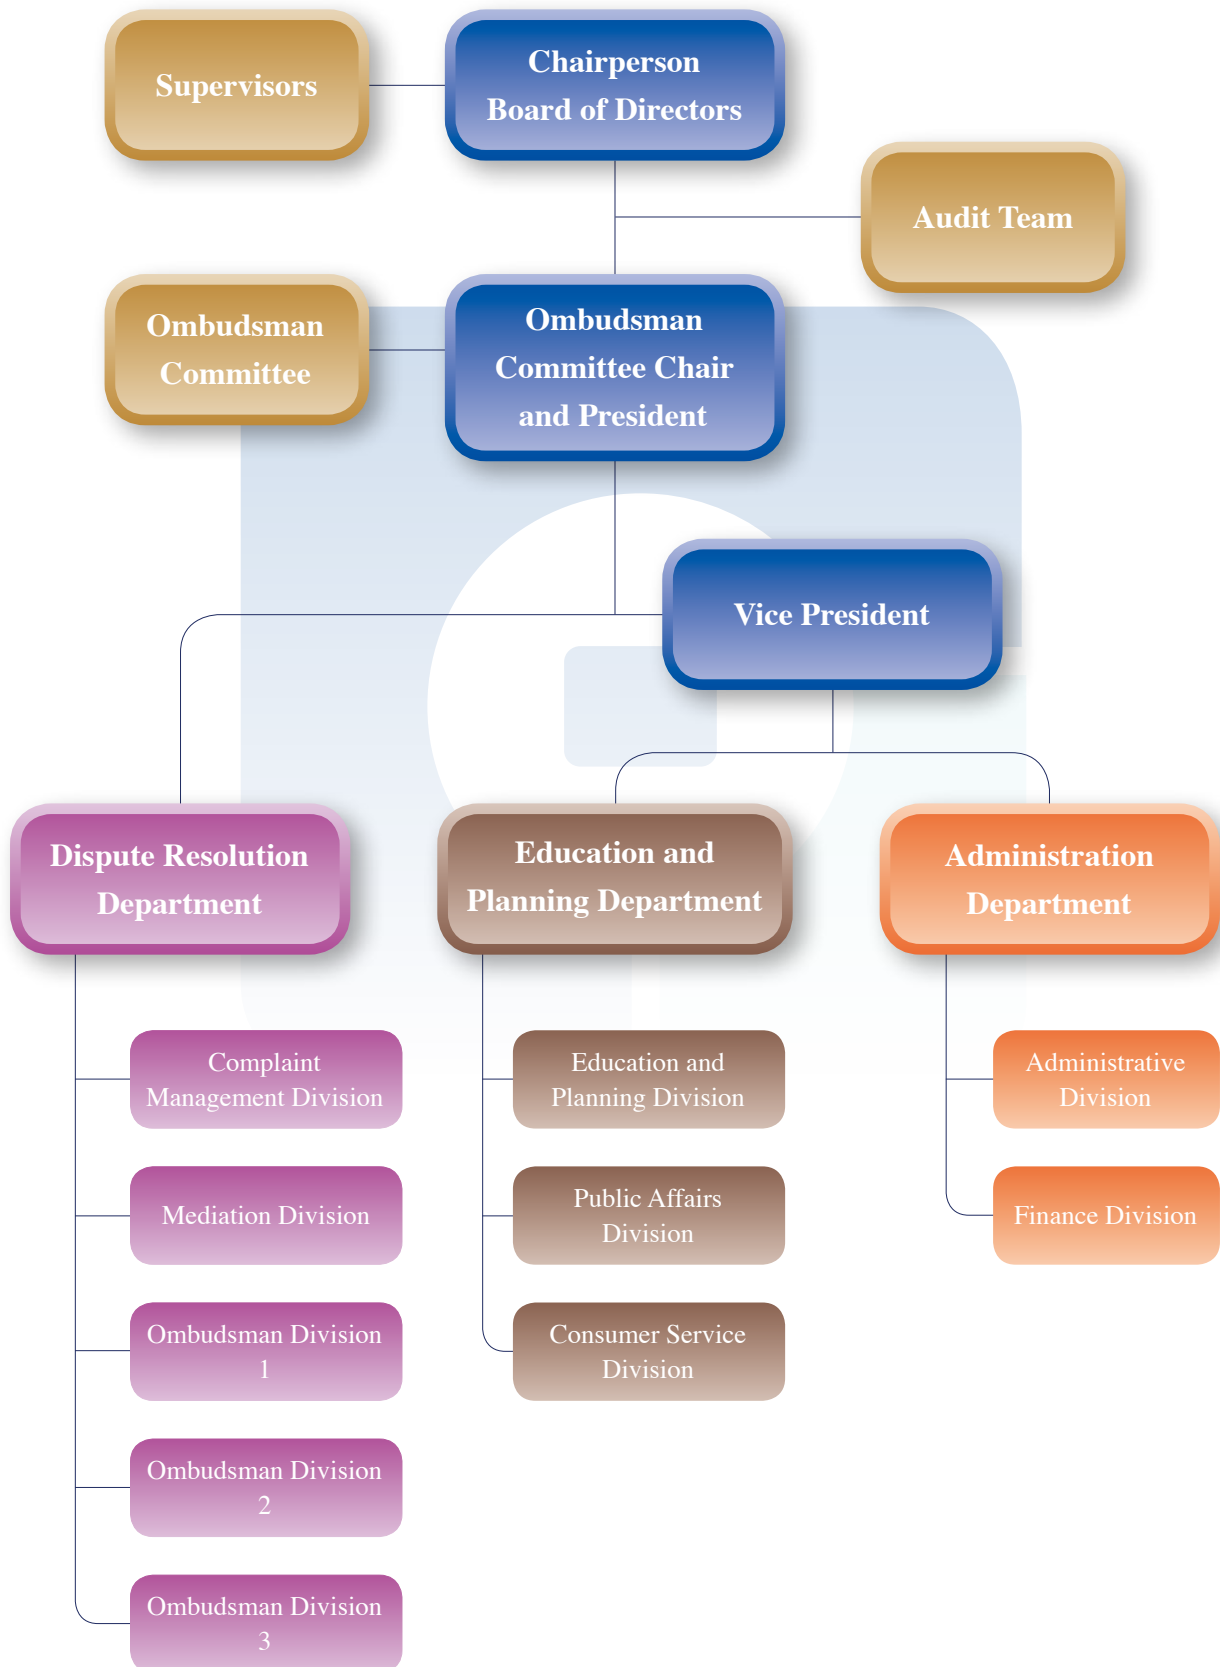 Supervisors
Chairperson
Board of Directors
Audit Team
Ombudsman
Committee
Ombudsman
Committee Chair
and President
Vice President
Dispute Resolution
Department
Education and
Planning Department
Administration
Department
Complaint
Management Division
Mediation Division
Ombudsman Division
1
Ombudsman Division
2
Ombudsman Division
3
Education and
Planning Division
Public Affairs
Division
Consumer Service
Division
Administrative
Division
Finance Division